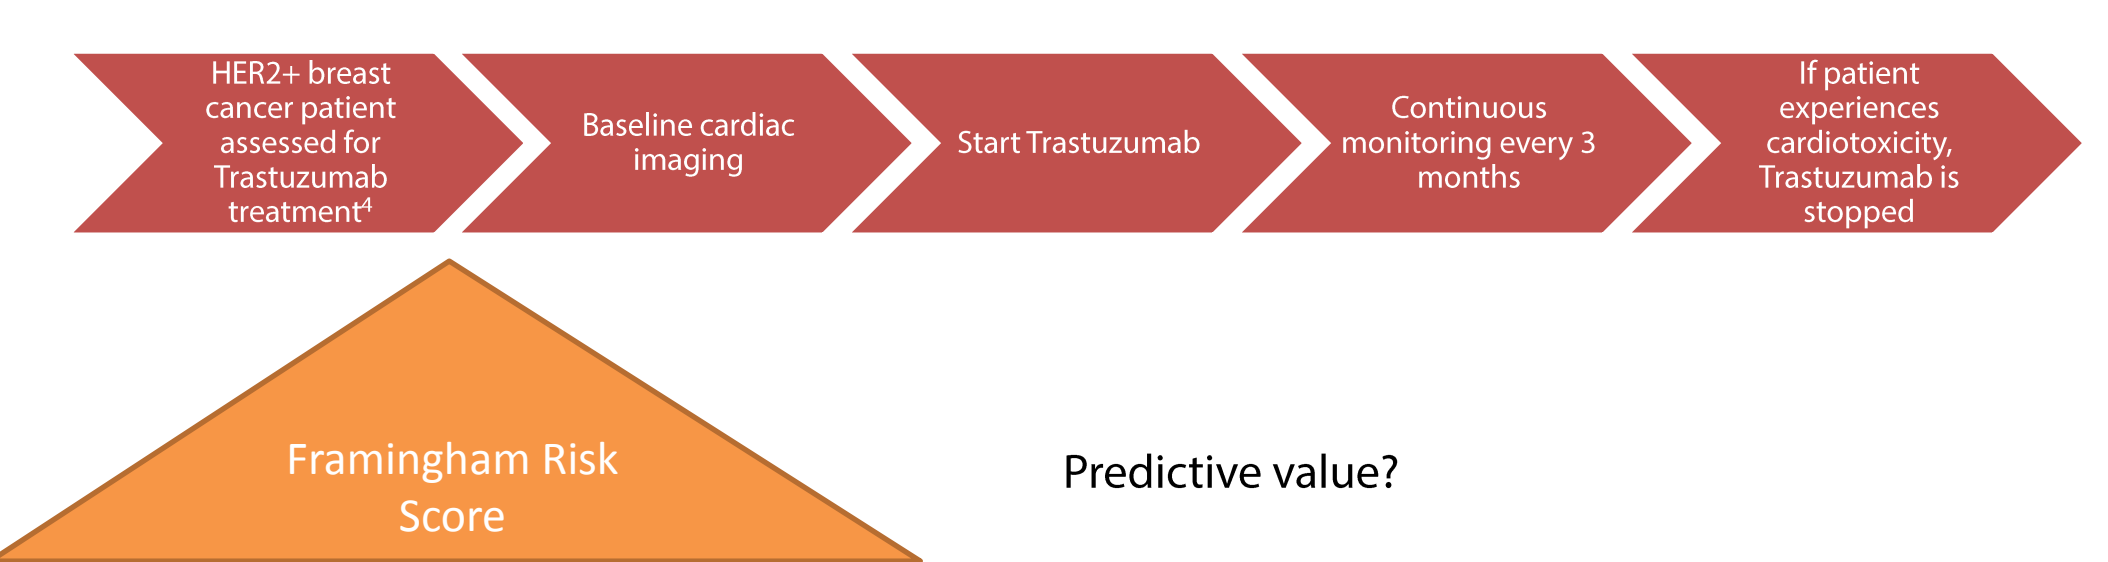 HER2+ breast
cancer patient
assessed for
Trastuzumab
treatment⁴
Baseline cardiac
imaging
Start Trastuzumab
Continuous
monitoring every 3
months
If patient
experiences
cardiotoxicity,
Trastuzumab is
stopped
Framingham Risk
Score
Predictive value?